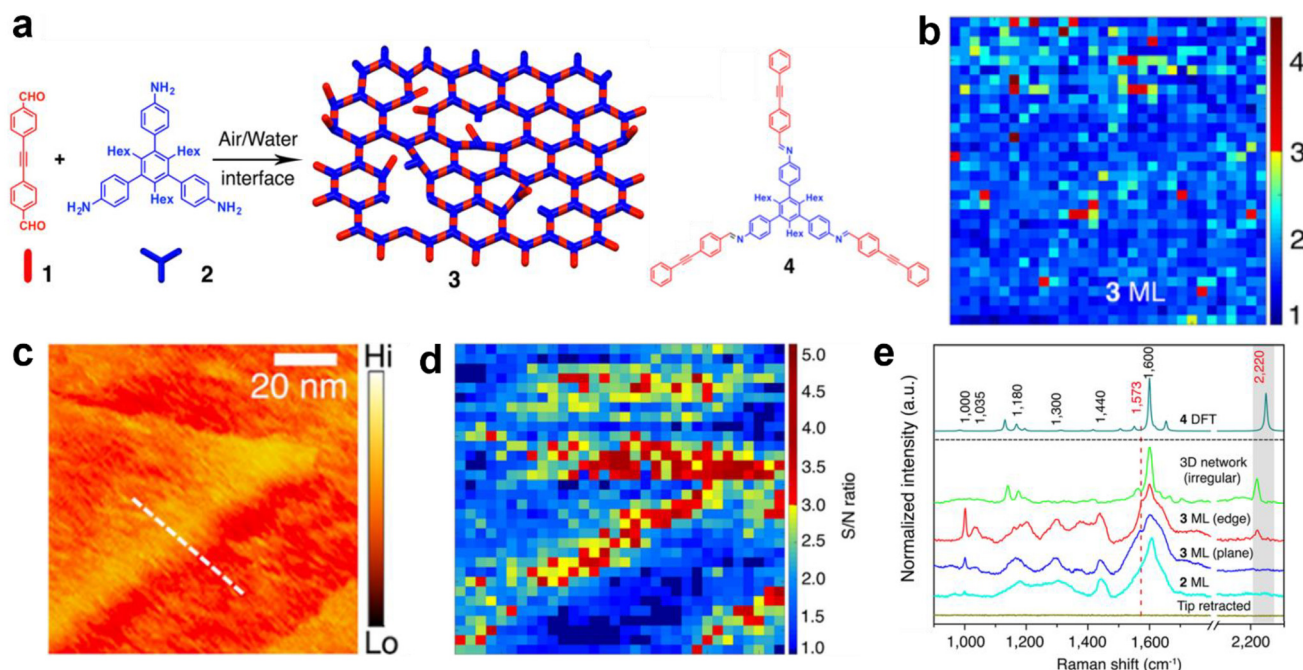 a
CHO
CHO
1
+
NH₂
Hex
Hex
Hex
H₂N
NH₂
2
Air/Water
interface
3
N
Hex
Hex
Hex
N
N
4
b
3 ML
4
3
2
1
c
20 nm
Hi
Lo
d
5.0
4.5
4.0
3.5
3.0
2.5
2.0
1.5
1.0
S/N ratio
e
Normalized intensity (a.u.)
1,000
1,035
1,180
1,300
1,440
1,573
1,600
2,220
4 DFT
3D network
(irregular)
3 ML (edge)
3 ML (plane)
2 ML
Tip retracted
1,000
1,200
1,400
1,600
2,200
Raman shift (cm⁻¹)